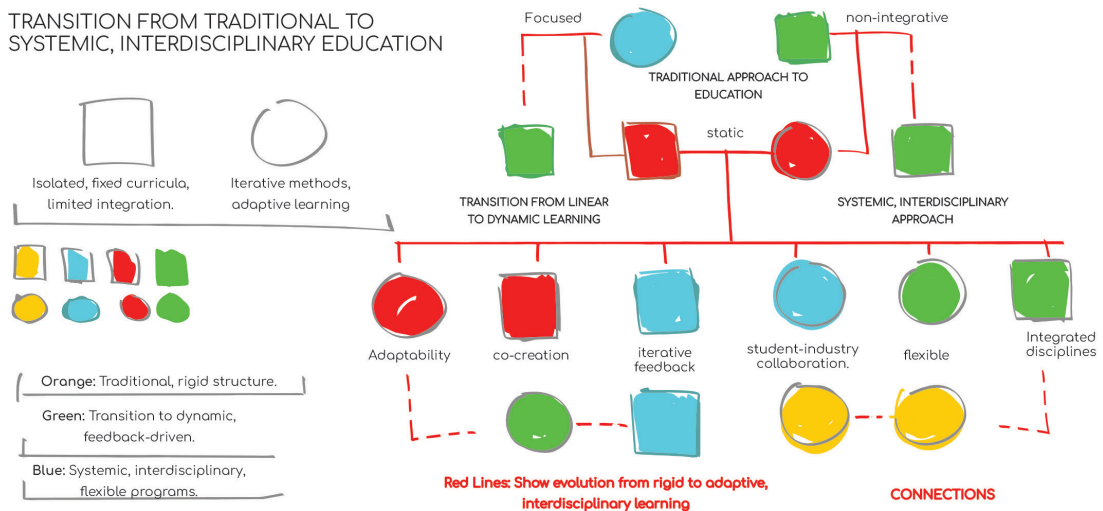 TRANSITION FROM TRADITIONAL TO
SYSTEMIC, INTERDISCIPLINARY EDUCATION
Isolated, fixed curricula,
limited integration.
Iterative methods,
adaptive learning
Orange: Traditional, rigid structure.
Green: Transition to dynamic,
feedback-driven.
Blue: Systemic, interdisciplinary,
flexible programs.
Focused
non-integrative
TRADITIONAL APPROACH TO
EDUCATION
static
TRANSITION FROM LINEAR
TO DYNAMIC LEARNING
SYSTEMIC, INTERDISCIPLINARY
APPROACH
Adaptability
co-creation
iterative
feedback
student-industry
collaboration.
flexible
Integrated
disciplines
Red Lines: Show evolution from rigid to adaptive,
interdisciplinary learning
CONNECTIONS